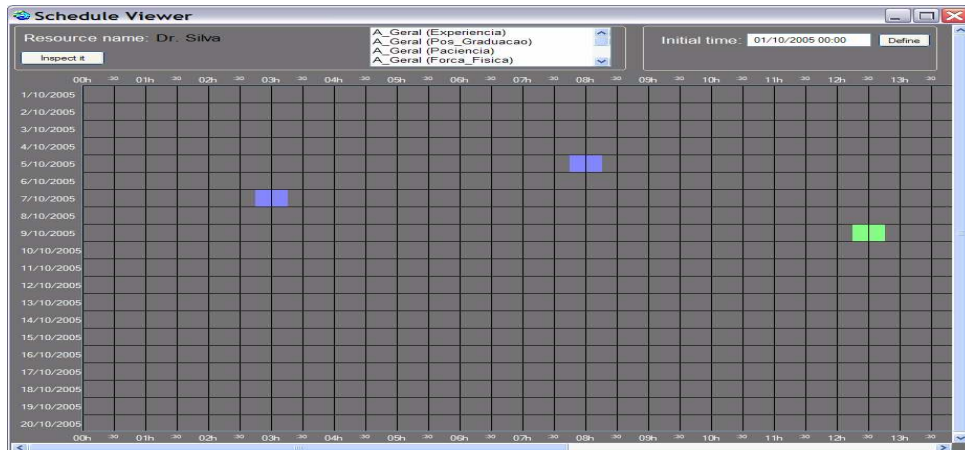 Schedule Viewer
Resource name: Dr. Silva
Inspect it
A_Geral (Experiencia)
A_Geral (Pos_Graduacao)
A_Geral (Paciencia)
A_Geral (Forca_Fisica)
Initial time: 01/10/2005 00:00 Define
00h 30 01h 30 02h 30 03h 30 04h 30 05h 30 06h 30 07h 30 08h 30 09h 30 10h 30 11h 30 12h 30 13h 30
1/10/2005
2/10/2005
3/10/2005
4/10/2005
5/10/2005
6/10/2005
7/10/2005
8/10/2005
9/10/2005
10/10/2005
11/10/2005
12/10/2005
13/10/2005
14/10/2005
15/10/2005
16/10/2005
17/10/2005
18/10/2005
19/10/2005
20/10/2005
00h 30 01h 30 02h 30 03h 30 04h 30 05h 30 06h 30 07h 30 08h 30 09h 30 10h 30 11h 30 12h 30 13h 30